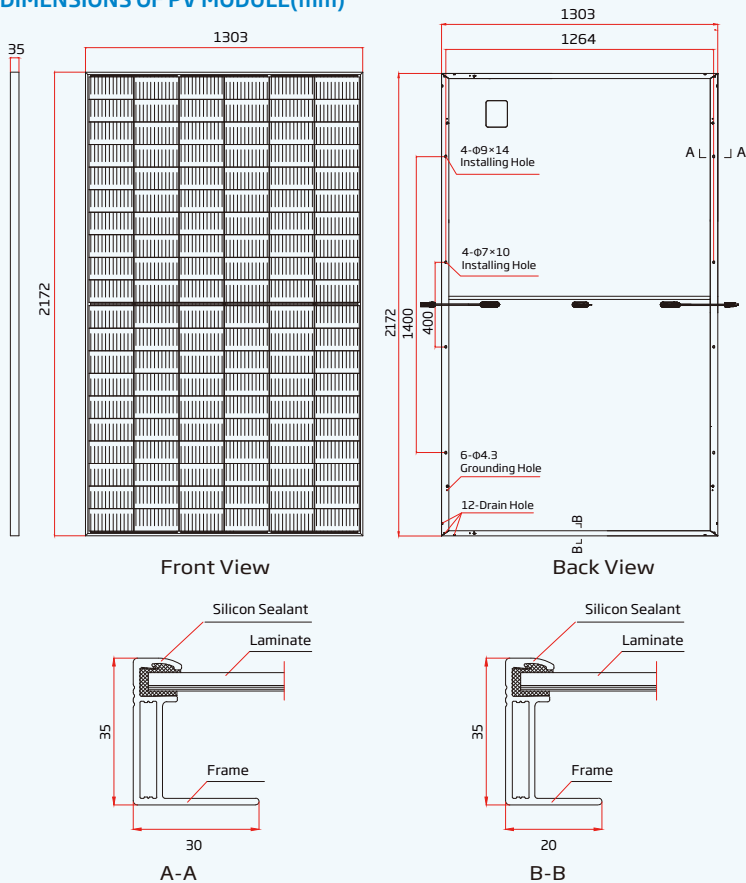 DIMENSIONS OF PV MODULE(mm)
35
1303
2172
Front View
1303
1264
4-Φ9×14
Installing Hole
A
A
4-Φ7×10
Installing Hole
2172
1400
400
6-Φ4.3
Grounding Hole
12-Drain Hole
B
B
Back View
Silicon Sealant
Laminate
35
Frame
30
A-A
Silicon Sealant
Laminate
35
Frame
20
B-B